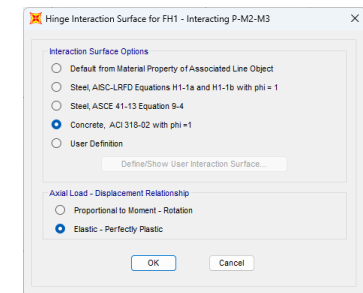 Hinge Interaction Surface for FH1 - Interacting P-M2-M3
Interaction Surface Options
Default from Material Property of Associated Line Object
Steel, AISC-LRFD Equations H1-1a and H1-1b with phi = 1
Steel, ASCE 41-13 Equation 9-4
Concrete, ACI 318-02 with phi =1
User Definition
Define/Show User Interaction Surface...
Axial Load - Displacement Relationship
Proportional to Moment - Rotation
Elastic - Perfectly Plastic
OK Cancel